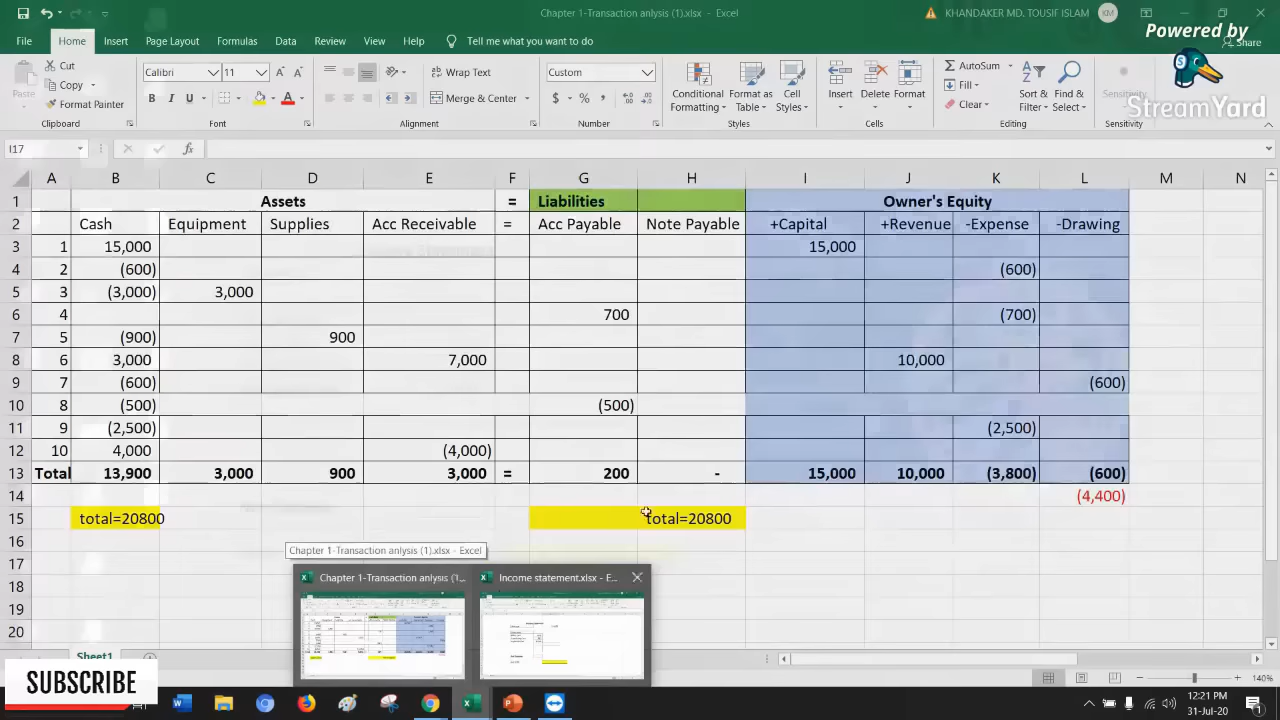 Chapter 1-Transaction anlysis (1).xlsx - Excel
KHANDAKER MD. TOUSIF ISLAM
Powered by
StreamYard
File Home Insert Page Layout Formulas Data Review View Help Tell me what you want to do Share
Paste
Cut
Copy
Format Painter
Calibri 11
B I U
Wrap Text
Merge & Center
Custom
$ % ,
Conditional Formatting
Format as Table
Cell Styles
Insert Delete Format
AutoSum
Fill
Clear
Sort & Filter
Find & Select
Sensitivity
Clipboard Font Alignment Number Styles Cells Editing Sensitivity
I17 fx
A B C D E F G H I J K L M N
1 Assets = Liabilities Owner's Equity
2 Cash Equipment Supplies Acc Receivable = Acc Payable Note Payable +Capital +Revenue -Expense -Drawing
3 1 15,000 15,000
4 2 (600) (600)
5 3 (3,000) 3,000
6 4 700 (700)
7 5 (900) 900
8 6 3,000 7,000 10,000
9 7 (600) (600)
10 8 (500) (500)
11 9 (2,500) (2,500)
12 10 4,000 (4,000)
13 Total 13,900 3,000 900 3,000 = 200 - 15,000 10,000 (3,800) (600)
14 (4,400)
15 total=20800 total=20800
16
17
18
19
20
Chapter 1-Transaction anlysis (1).xlsx - Excel
Chapter 1-Transaction anlysis (1...
Income statement.xlsx - E...
Sheet1
140%
SUBSCRIBE
12:21 PM
31-Jul-20